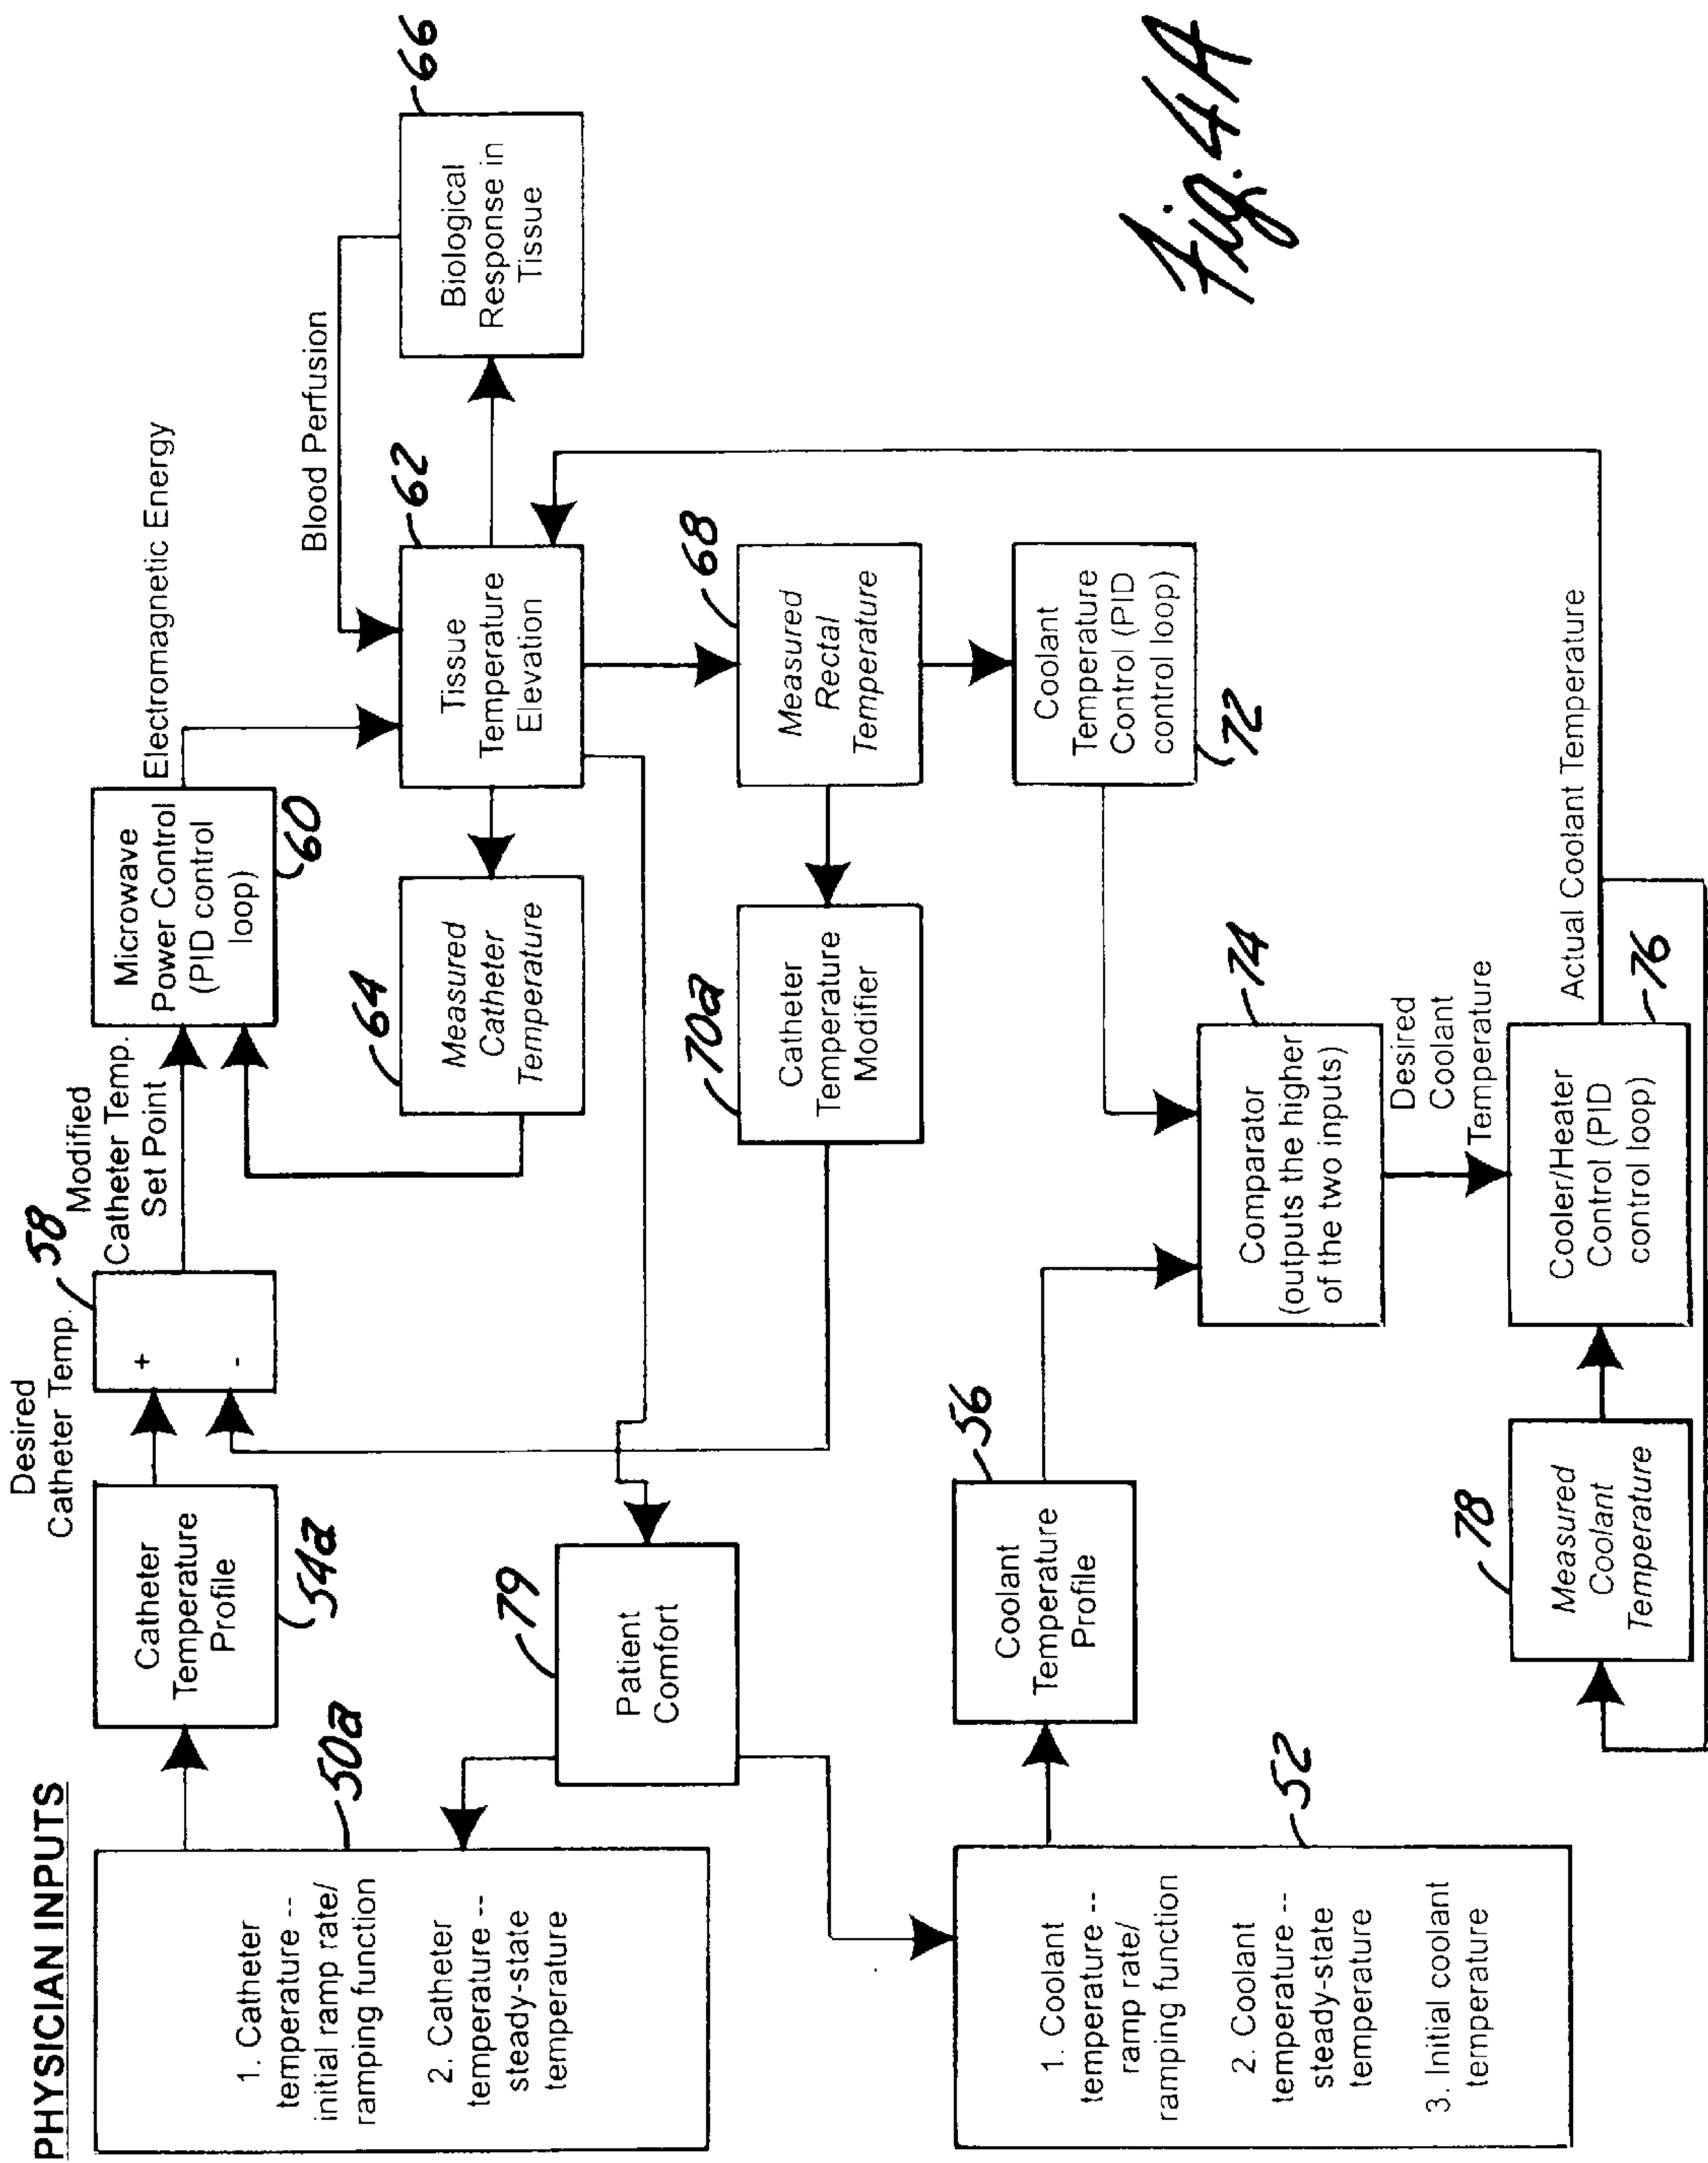 PHYSICIAN INPUTS
1. Catheter
temperature --
initial ramp rate/
ramping function
2. Catheter
temperature --
steady-state
temperature
50a
Catheter
Temperature
Profile
54a
Desired
Catheter Temp.
+
-
58
Modified
Catheter Temp.
Set Point
Microwave
Power Control
(PID control
loop)
60
Electromagnetic Energy
Blood Perfusion
Tissue
Temperature
Elevation
62
Biological
Response in
Tissue
66
Measured
Catheter
Temperature
64
Measured
Rectal
Temperature
68
Catheter
Temperature
Modifier
70a
Patient
Comfort
79
Coolant
Temperature
Control (PID
control loop)
72
1. Coolant
temperature --
ramp rate/
ramping function
2. Coolant
temperature --
steady-state
temperature
3. Initial coolant
temperature
52
Coolant
Temperature
Profile
56
Comparator
(outputs the higher
of the two inputs)
74
Desired
Coolant
Temperature
Cooler/Heater
Control (PID
control loop)
76
Measured
Coolant
Temperature
78
Actual Coolant Temperature
Fig. 4A